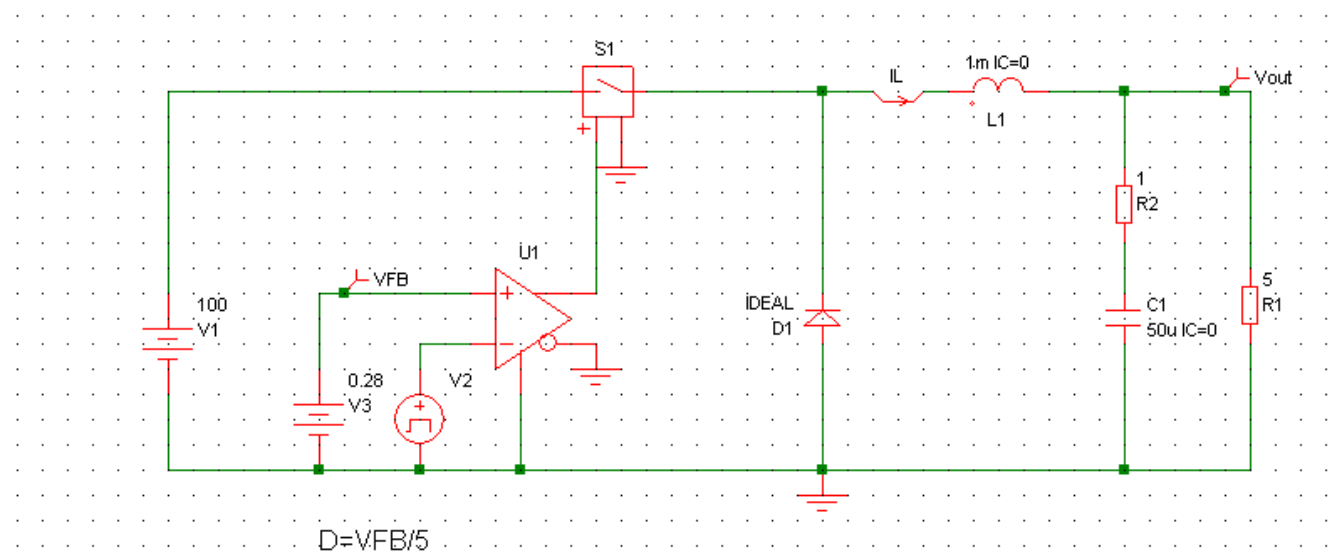 S1
IL
1m IC=0
L1
Vout
1
R2
U1
VFB
100
V1
0.28
V3
V2
IDEAL
D1
C1
50u IC=0
5
R1
D=VFB/5